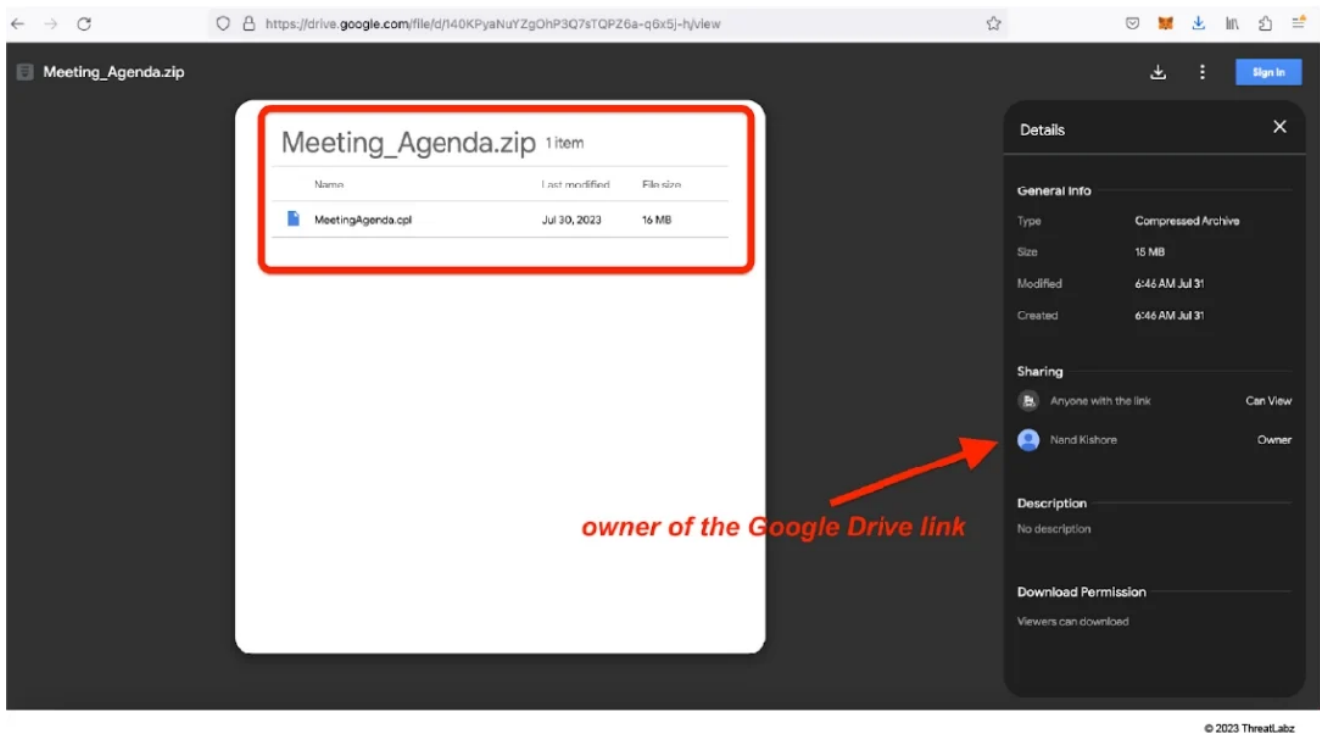 https://drive.google.com/file/d/140KPyaNuYZgOhP3Q7sTQPZ6a-q6x5j-h/view
Meeting_Agenda.zip
Sign in
Meeting_Agenda.zip 1 item
Name Last modified File size
MeetingAgenda.cpl Jul 30, 2023 16 MB
Details
General Info
Type Compressed Archive
Size 15 MB
Modified 6:46 AM Jul 31
Created 6:46 AM Jul 31
Sharing
Anyone with the link Can View
Nand Kishore Owner
owner of the Google Drive link
Description
No description
Download Permission
Viewers can download
© 2023 ThreatLabz